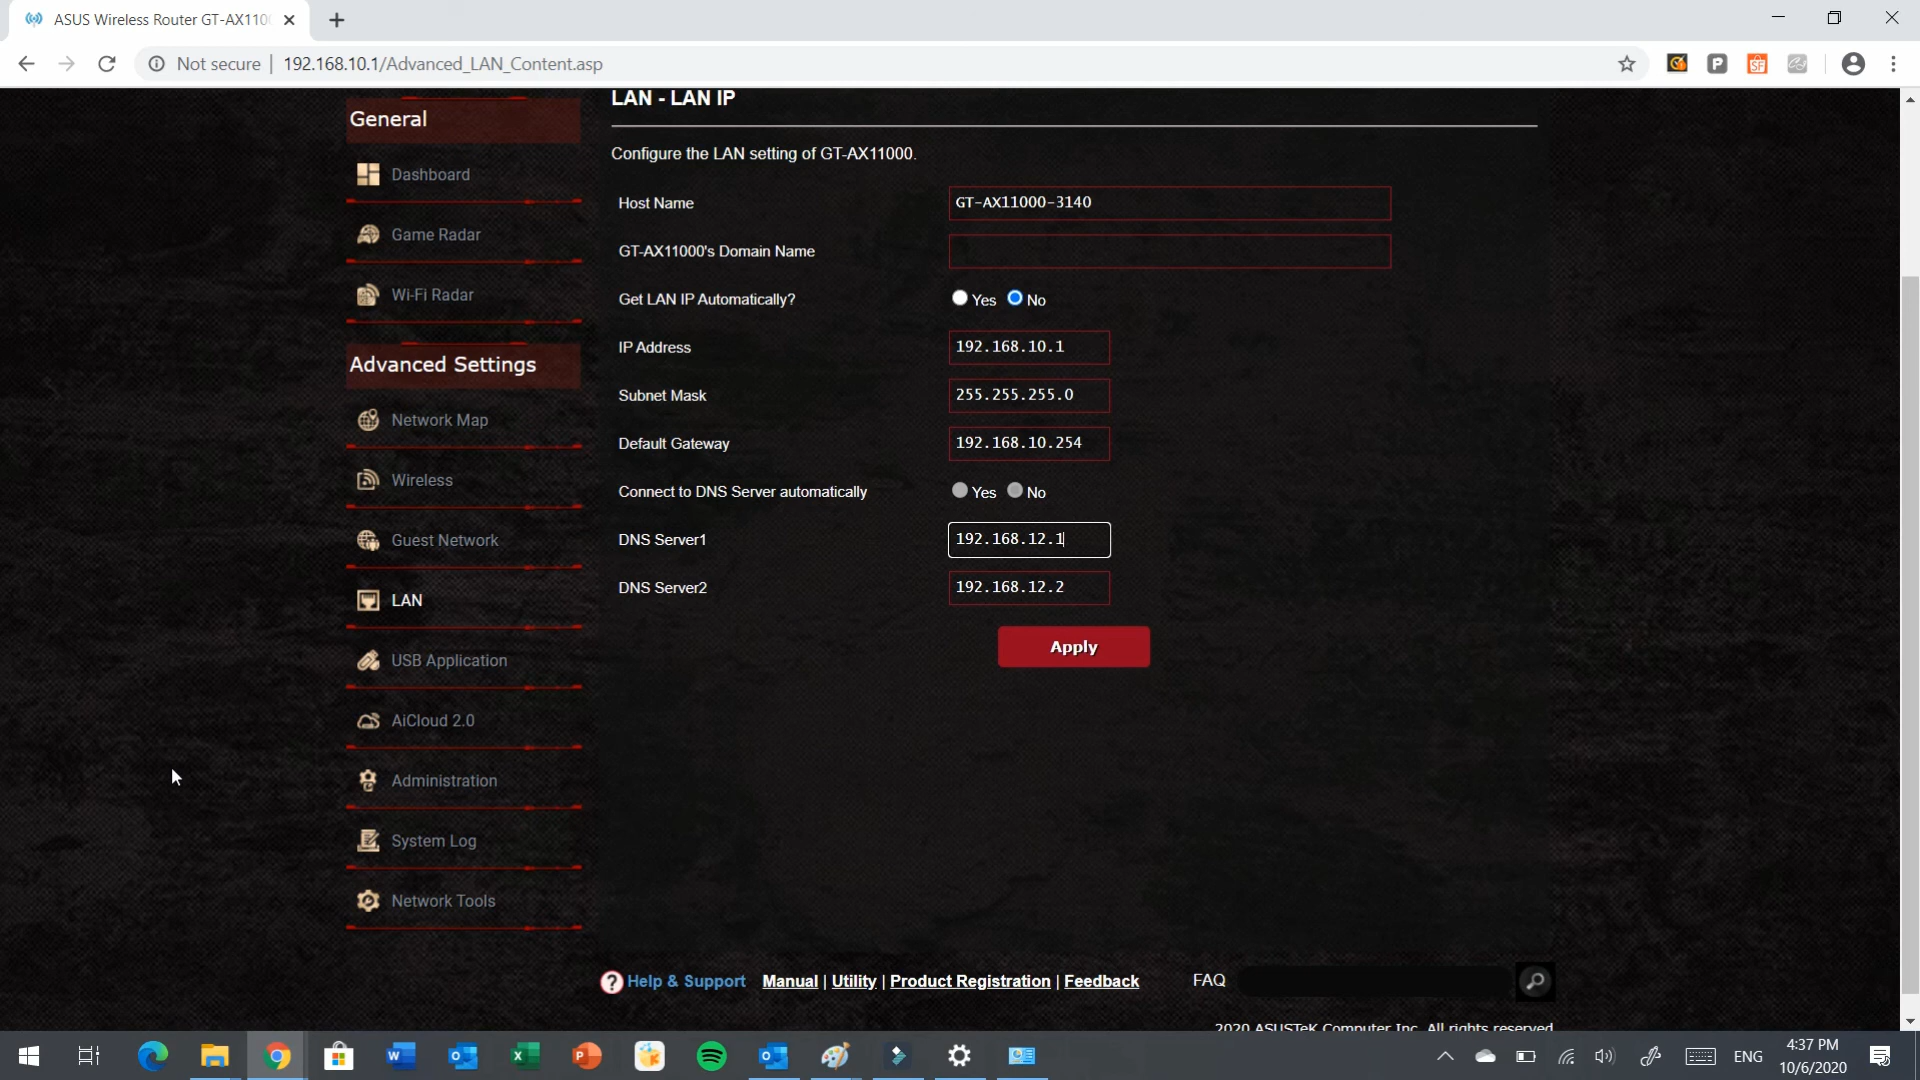 ASUS Wireless Router GT-AX1100
Not secure | 192.168.10.1/Advanced_LAN_Content.asp
General
Dashboard
Game Radar
Wi-Fi Radar
Advanced Settings
Network Map
Wireless
Guest Network
LAN
USB Application
AiCloud 2.0
Administration
System Log
Network Tools
LAN - LAN IP
Configure the LAN setting of GT-AX11000.
Host Name GT-AX11000-3140
GT-AX11000's Domain Name
Get LAN IP Automatically? Yes No
IP Address 192.168.10.1
Subnet Mask 255.255.255.0
Default Gateway 192.168.10.254
Connect to DNS Server automatically Yes No
DNS Server1 192.168.12.1
DNS Server2 192.168.12.2
Apply
Help & Support Manual | Utility | Product Registration | Feedback FAQ
2020 ASUSTeK Computer Inc. All rights reserved
ENG
4:37 PM
10/6/2020